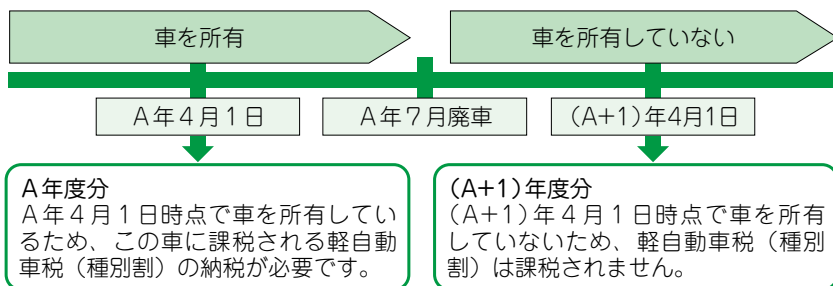 車を所有
車を所有していない
A年4月1日
A年7月廃車
(A+1)年4月1日
A年度分
A年4月1日時点で車を所有してい
るため、この車に課税される軽自動
車税（種別割）の納税が必要です。
(A+1)年度分
(A+1)年4月1日時点で車を所有
していないため、軽自動車税（種別
割）は課税されません。